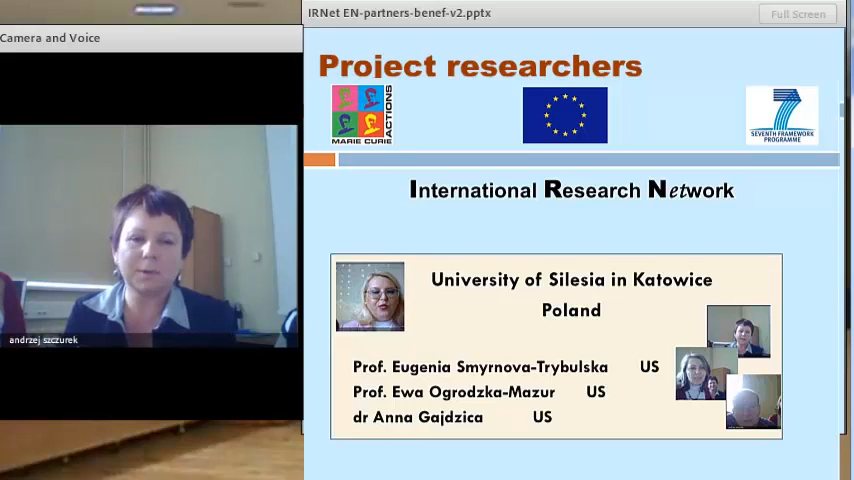 IRNet EN-partners-benef-v2.pptx
Full Screen
Camera and Voice
Project researchers
MARIE CURIE
ACTIONS
7
SEVENTH FRAMEWORK
PROGRAMME
International Research Network
University of Silesia in Katowice
Poland
Prof. Eugenia Smyrnova-Trybulska US
Prof. Ewa Ogrodzka-Mazur US
dr Anna Gajdzica US
andrzej szczurek